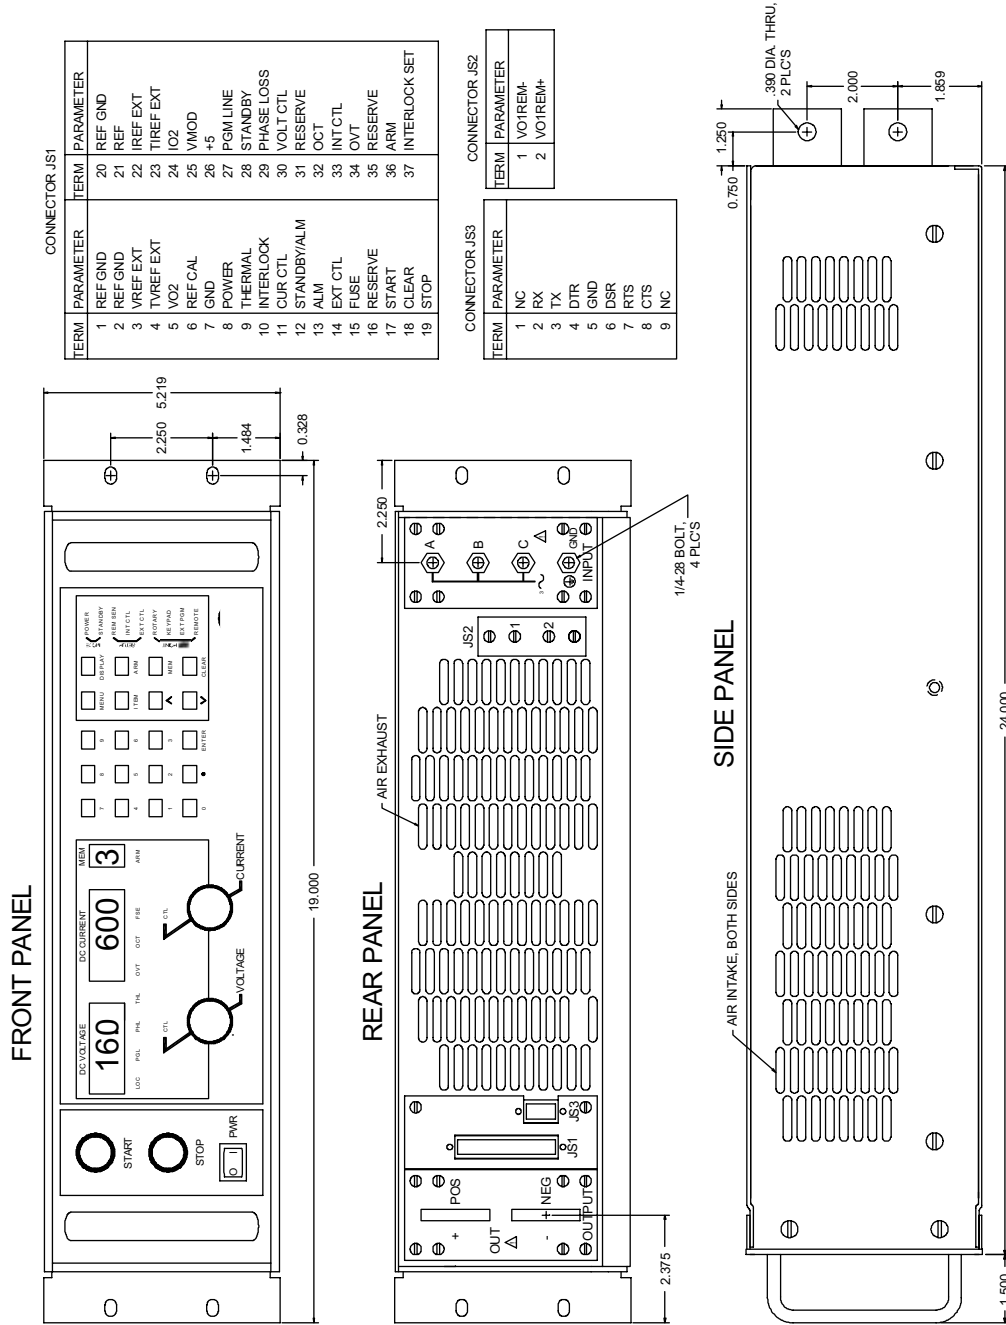 FRONT PANEL
DC VOLTAGE
160
DC CURRENT
600
MEM
3
LOC PGL PHL THL OVT OCT FSE ARM
CTL
CTL
VOLTAGE
CURRENT
START
STOP
PWR
O I
7 8 9 MENU DISPLAY
4 5 6 ITEM ARM
1 2 3 MEM
0 ENTER CLEAR
POWER
STANDBY
REM SEN
INT CTL
EXT CTL
ROTARY
KEYPAD
EXT PGM
REMOTE
5.219
2.250
1.484
0.328
19.000
CONNECTOR JS1
TERM PARAMETER TERM PARAMETER
1 REF GND 20 REF GND
2 REF GND 21 REF
3 VREF EXT 22 IREF EXT
4 TVREF EXT 23 TIREF EXT
5 VO2 24 IO2
6 REF CAL 25 VMOD
7 GND 26 +5
8 POWER 27 PGM LINE
9 THERMAL 28 STANDBY
10 INTERLOCK 29 PHASE LOSS
11 CUR CTL 30 VOLT CTL
12 STANDBY/ALM 31 RESERVE
13 ALM 32 OCT
14 EXT CTL 33 INT CTL
15 FUSE 34 OVT
16 RESERVE 35 RESERVE
17 START 36 ARM
18 CLEAR 37 INTERLOCK SET
19 STOP
CONNECTOR JS3
TERM PARAMETER
1 NC
2 RX
3 TX
4 DTR
5 GND
6 DSR
7 RTS
8 CTS
9 NC
CONNECTOR JS2
TERM PARAMETER
1 VO1REM-
2 VO1REM+
REAR PANEL
AIR EXHAUST
2.250
POS
NEG
+
-
+
OUT
OUTPUT
JS1
JS3
JS2
1
2
A
B
C
GND
INPUT
3
1/4-28 BOLT,
4 PLC'S
2.375
SIDE PANEL
AIR INTAKE, BOTH SIDES
0.750
1.250
.390 DIA. THRU,
2 PLC'S
2.000
1.859
24.000
1.500